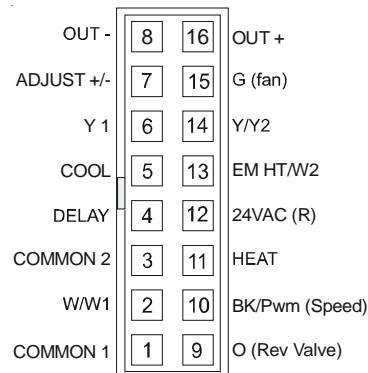 OUT - 8 16 OUT +
ADJUST +/- 7 15 G (fan)
Y 1 6 14 Y/Y2
COOL 5 13 EM HT/W2
DELAY 4 12 24VAC (R)
COMMON 2 3 11 HEAT
W/W1 2 10 BK/Pwm (Speed)
COMMON 1 1 9 O (Rev Valve)